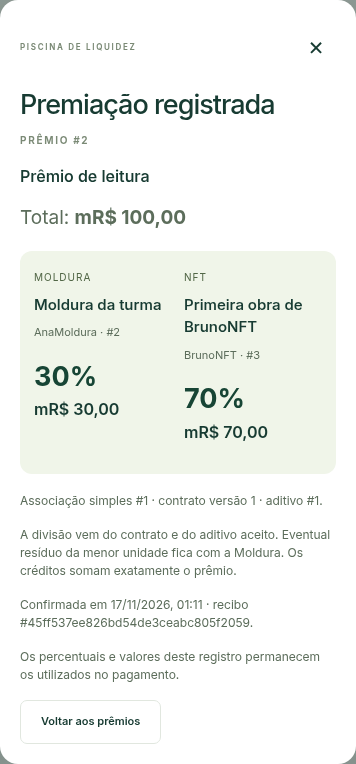 PISCINA DE LIQUIDEZ
Premiação registrada
PRÊMIO #2
Prêmio de leitura
Total: mR$ 100,00
MOLDURA
Moldura da turma
AnaMoldura · #2
30%
mR$ 30,00
NFT
Primeira obra de
BrunoNFT
BrunoNFT · #3
70%
mR$ 70,00
Associação simples #1 · contrato versão 1 · aditivo #1.
A divisão vem do contrato e do aditivo aceito. Eventual
resíduo da menor unidade fica com a Moldura. Os
créditos somam exatamente o prêmio.
Confirmada em 17/11/2026, 01:11 · recibo
#45ff537ee826bd54de3ceabc805f2059.
Os percentuais e valores deste registro permanecem
os utilizados no pagamento.
Voltar aos prêmios